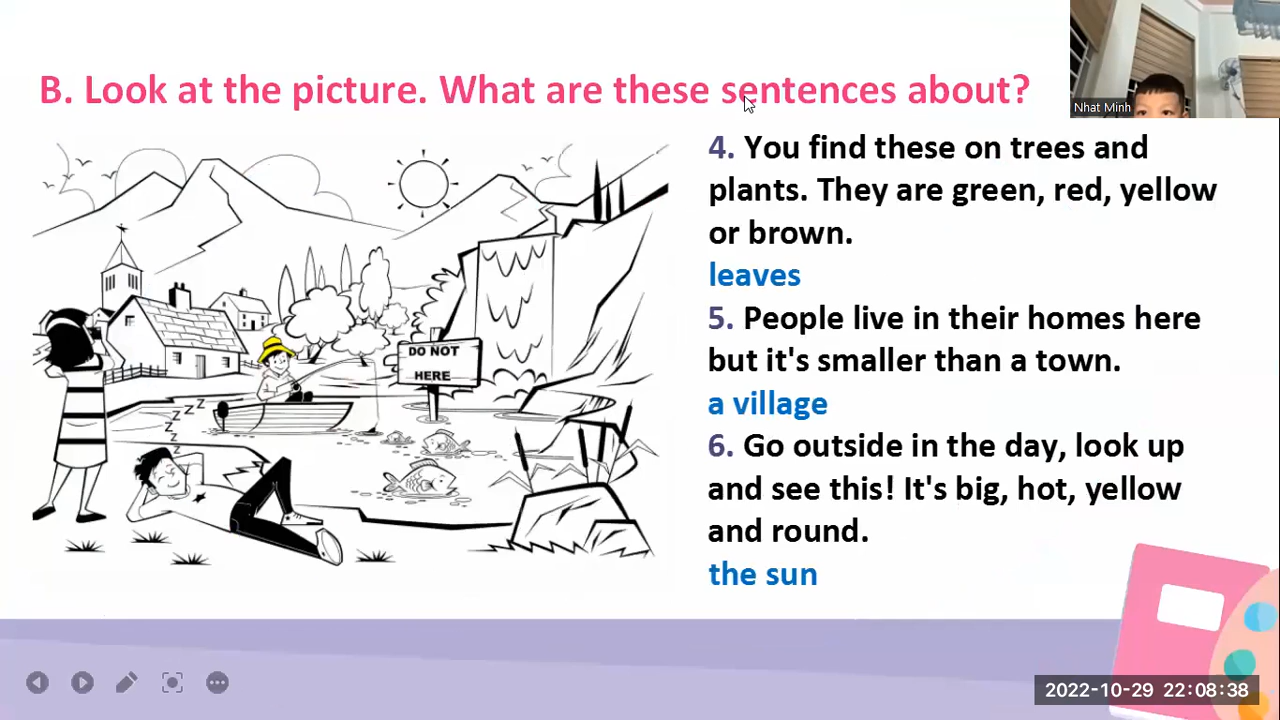 B. Look at the picture. What are these sentences about?
Nhat Minh
4. You find these on trees and
plants. They are green, red, yellow
or brown.
leaves
5. People live in their homes here
but it's smaller than a town.
a village
6. Go outside in the day, look up
and see this! It's big, hot, yellow
and round.
the sun
DO NOT
HERE
z z z z z z
2022-10-29 22:08:38